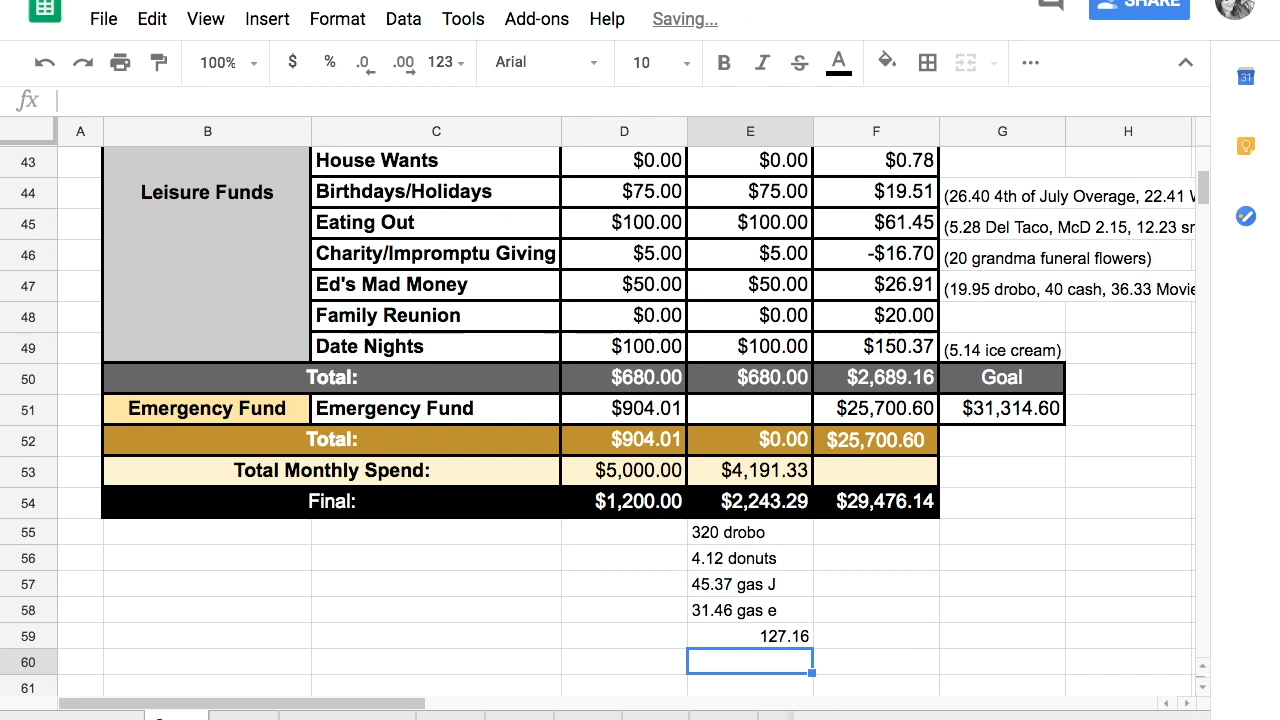 SHARE
File Edit View Insert Format Data Tools Add-ons Help Saving...
100% $ % .0 .00 123 Arial 10 B I S A ... 31
fx
A B C D E F G H
43 House Wants $0.00 $0.00 $0.78
44 Leisure Funds Birthdays/Holidays $75.00 $75.00 $19.51 (26.40 4th of July Overage, 22.41
45 Eating Out $100.00 $100.00 $61.45 (5.28 Del Taco, McD 2.15, 12.23
46 Charity/Impromptu Giving $5.00 $5.00 -$16.70 (20 grandma funeral flowers)
47 Ed's Mad Money $50.00 $50.00 $26.91 (19.95 drobo, 40 cash, 36.33
48 Family Reunion $0.00 $0.00 $20.00
49 Date Nights $100.00 $100.00 $150.37 (5.14 ice cream)
50 Total: $680.00 $680.00 $2,689.16 Goal
51 Emergency Fund Emergency Fund $904.01 $25,700.60 $31,314.60
52 Total: $904.01 $0.00 $25,700.60
53 Total Monthly Spend: $5,000.00 $4,191.33
54 Final: $1,200.00 $2,243.29 $29,476.14
55 320 drobo
56 4.12 donuts
57 45.37 gas J
58 31.46 gas e
59 127.16
60
61